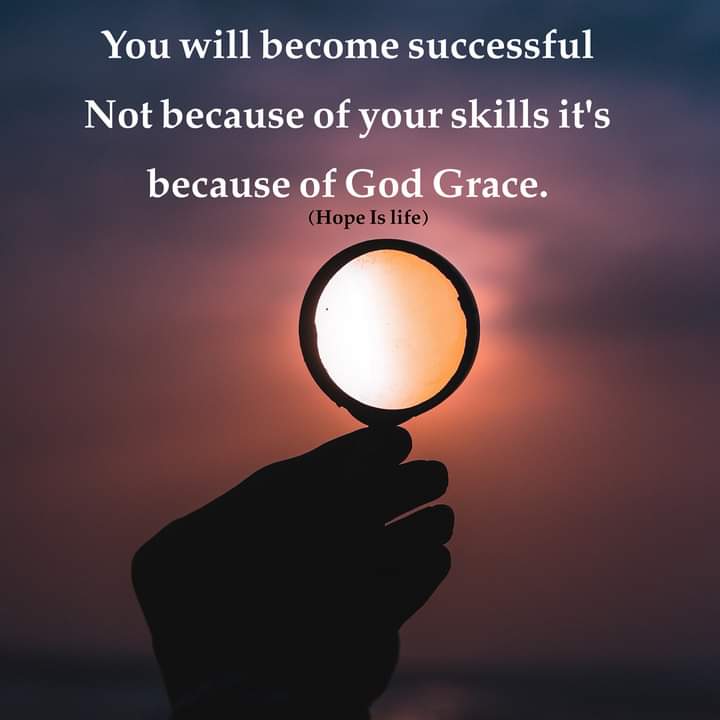 You will become successful
Not because of your skills it's
because of God Grace.
(Hope Is life)